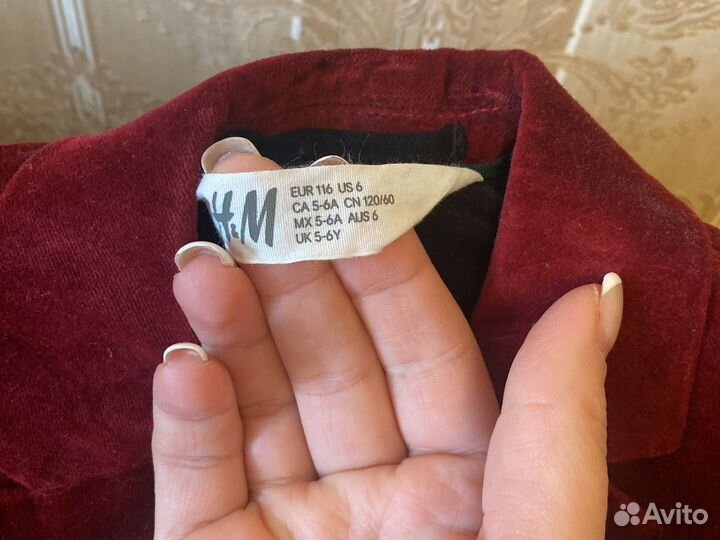 H&M
EUR 116 US 6
CA 5-6A CN 120/60
MX 5-6A AUS 6
UK 5-6Y
Avito